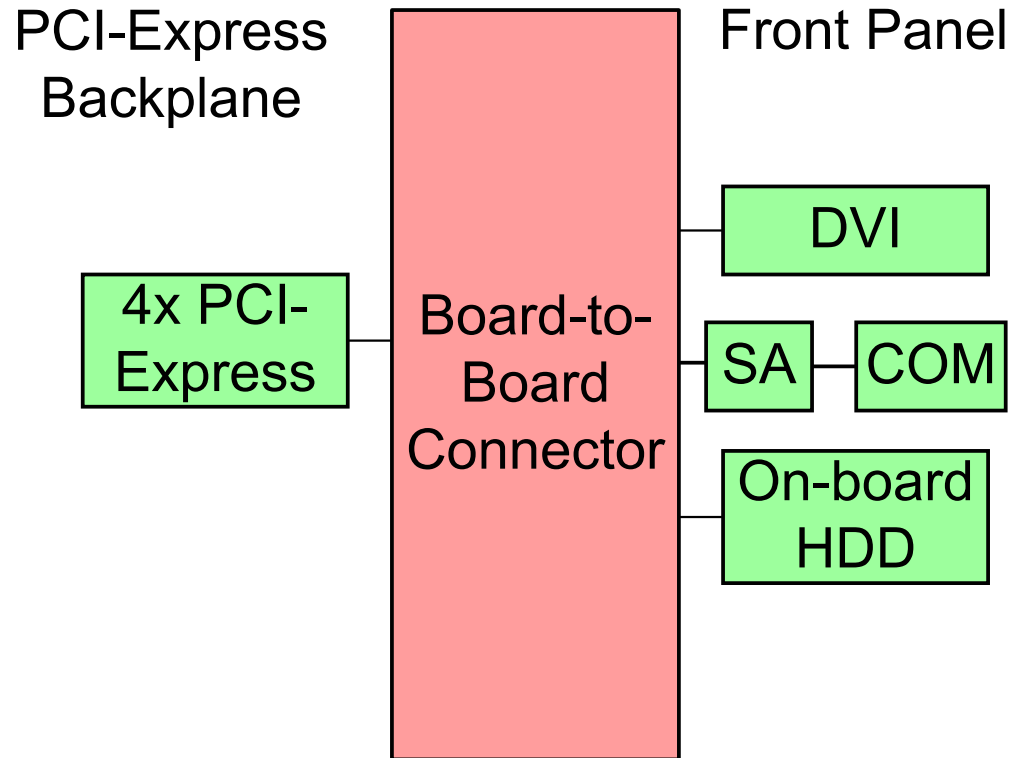 PCI-Express
Backplane
Front Panel
DVI
4x PCI-
Express
Board-to-
Board
Connector
SA
COM
On-board
HDD